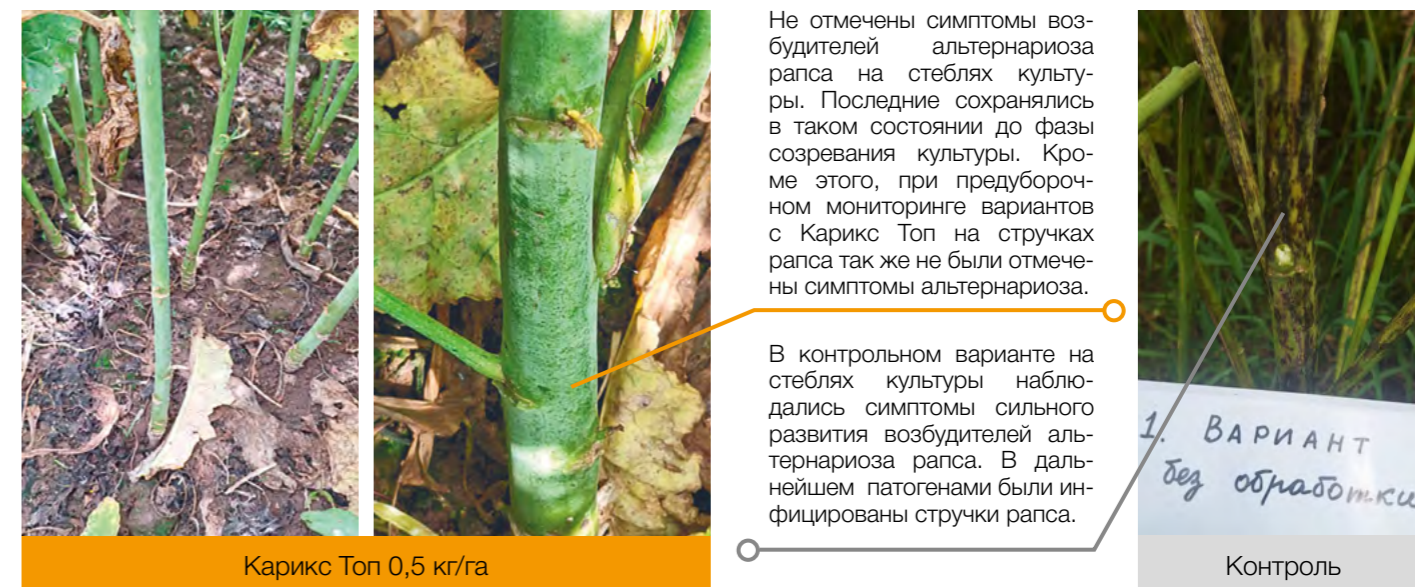 Не отмечены симптомы воз-
будителей альтернариоза
рапса на стеблях культу-
ры. Последние сохранялись
в таком состоянии до фазы
созревания культуры. Кро-
ме этого, при предубороч-
ном мониторинге вариантов
с Карикс Топ на стручках
рапса так же не были отмече-
ны симптомы альтернариоза.
В контрольном варианте на
стеблях культуры наблю-
дались симптомы сильного
развития возбудителей аль-
тернариоза рапса. В даль-
нейшем патогенами были ин-
фицированы стручки рапса.
1. ВАРИАНТ
без обработки
Карикс Топ 0,5 кг/га
Контроль